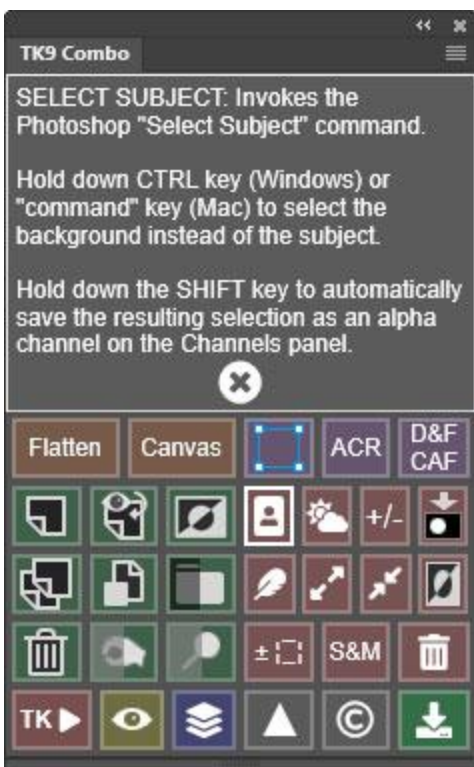 TK9 Combo
SELECT SUBJECT: Invokes the
Photoshop "Select Subject" command.
Hold down CTRL key (Windows) or
"command" key (Mac) to select the
background instead of the subject.
Hold down the SHIFT key to automatically
save the resulting selection as an alpha
channel on the Channels panel.
Flatten
Canvas
ACR
D&F
CAF
+/-
S&M
TK
©